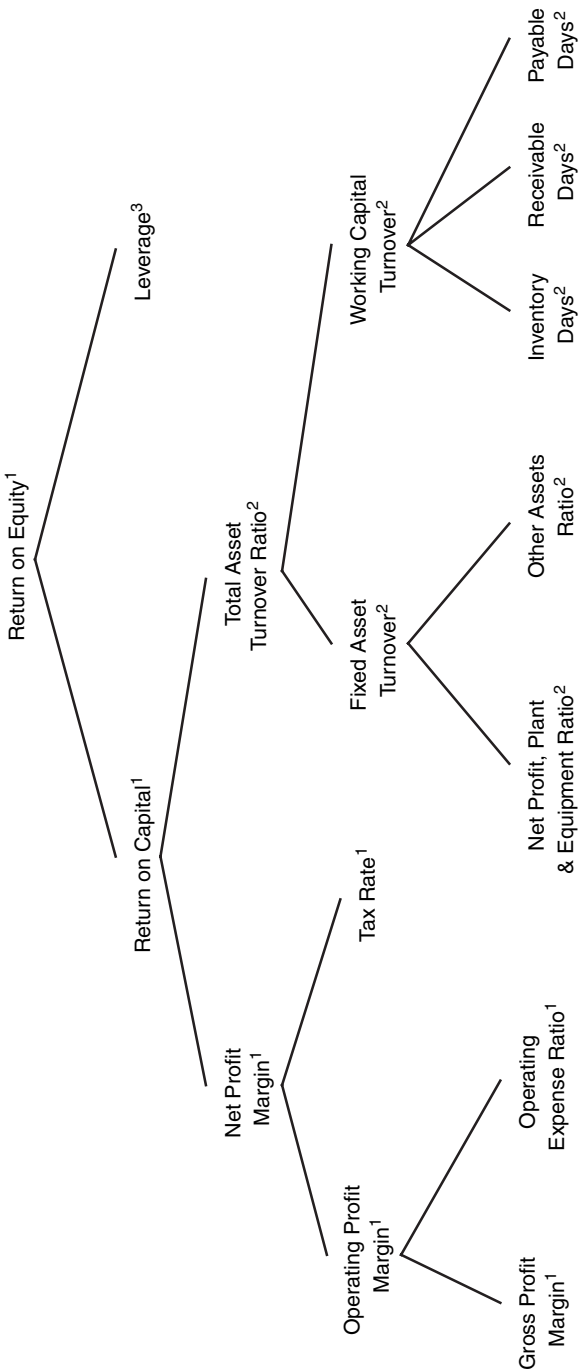 Return on Equity¹
Return on Capital¹
Leverage³
Net Profit
Margin¹
Total Asset
Turnover Ratio²
Operating Profit
Margin¹
Tax Rate¹
Fixed Asset
Turnover²
Working Capital
Turnover²
Gross Profit
Margin¹
Operating
Expense Ratio¹
Net Profit, Plant
& Equipment Ratio²
Other Assets
Ratio²
Inventory
Days²
Receivable
Days²
Payable
Days²